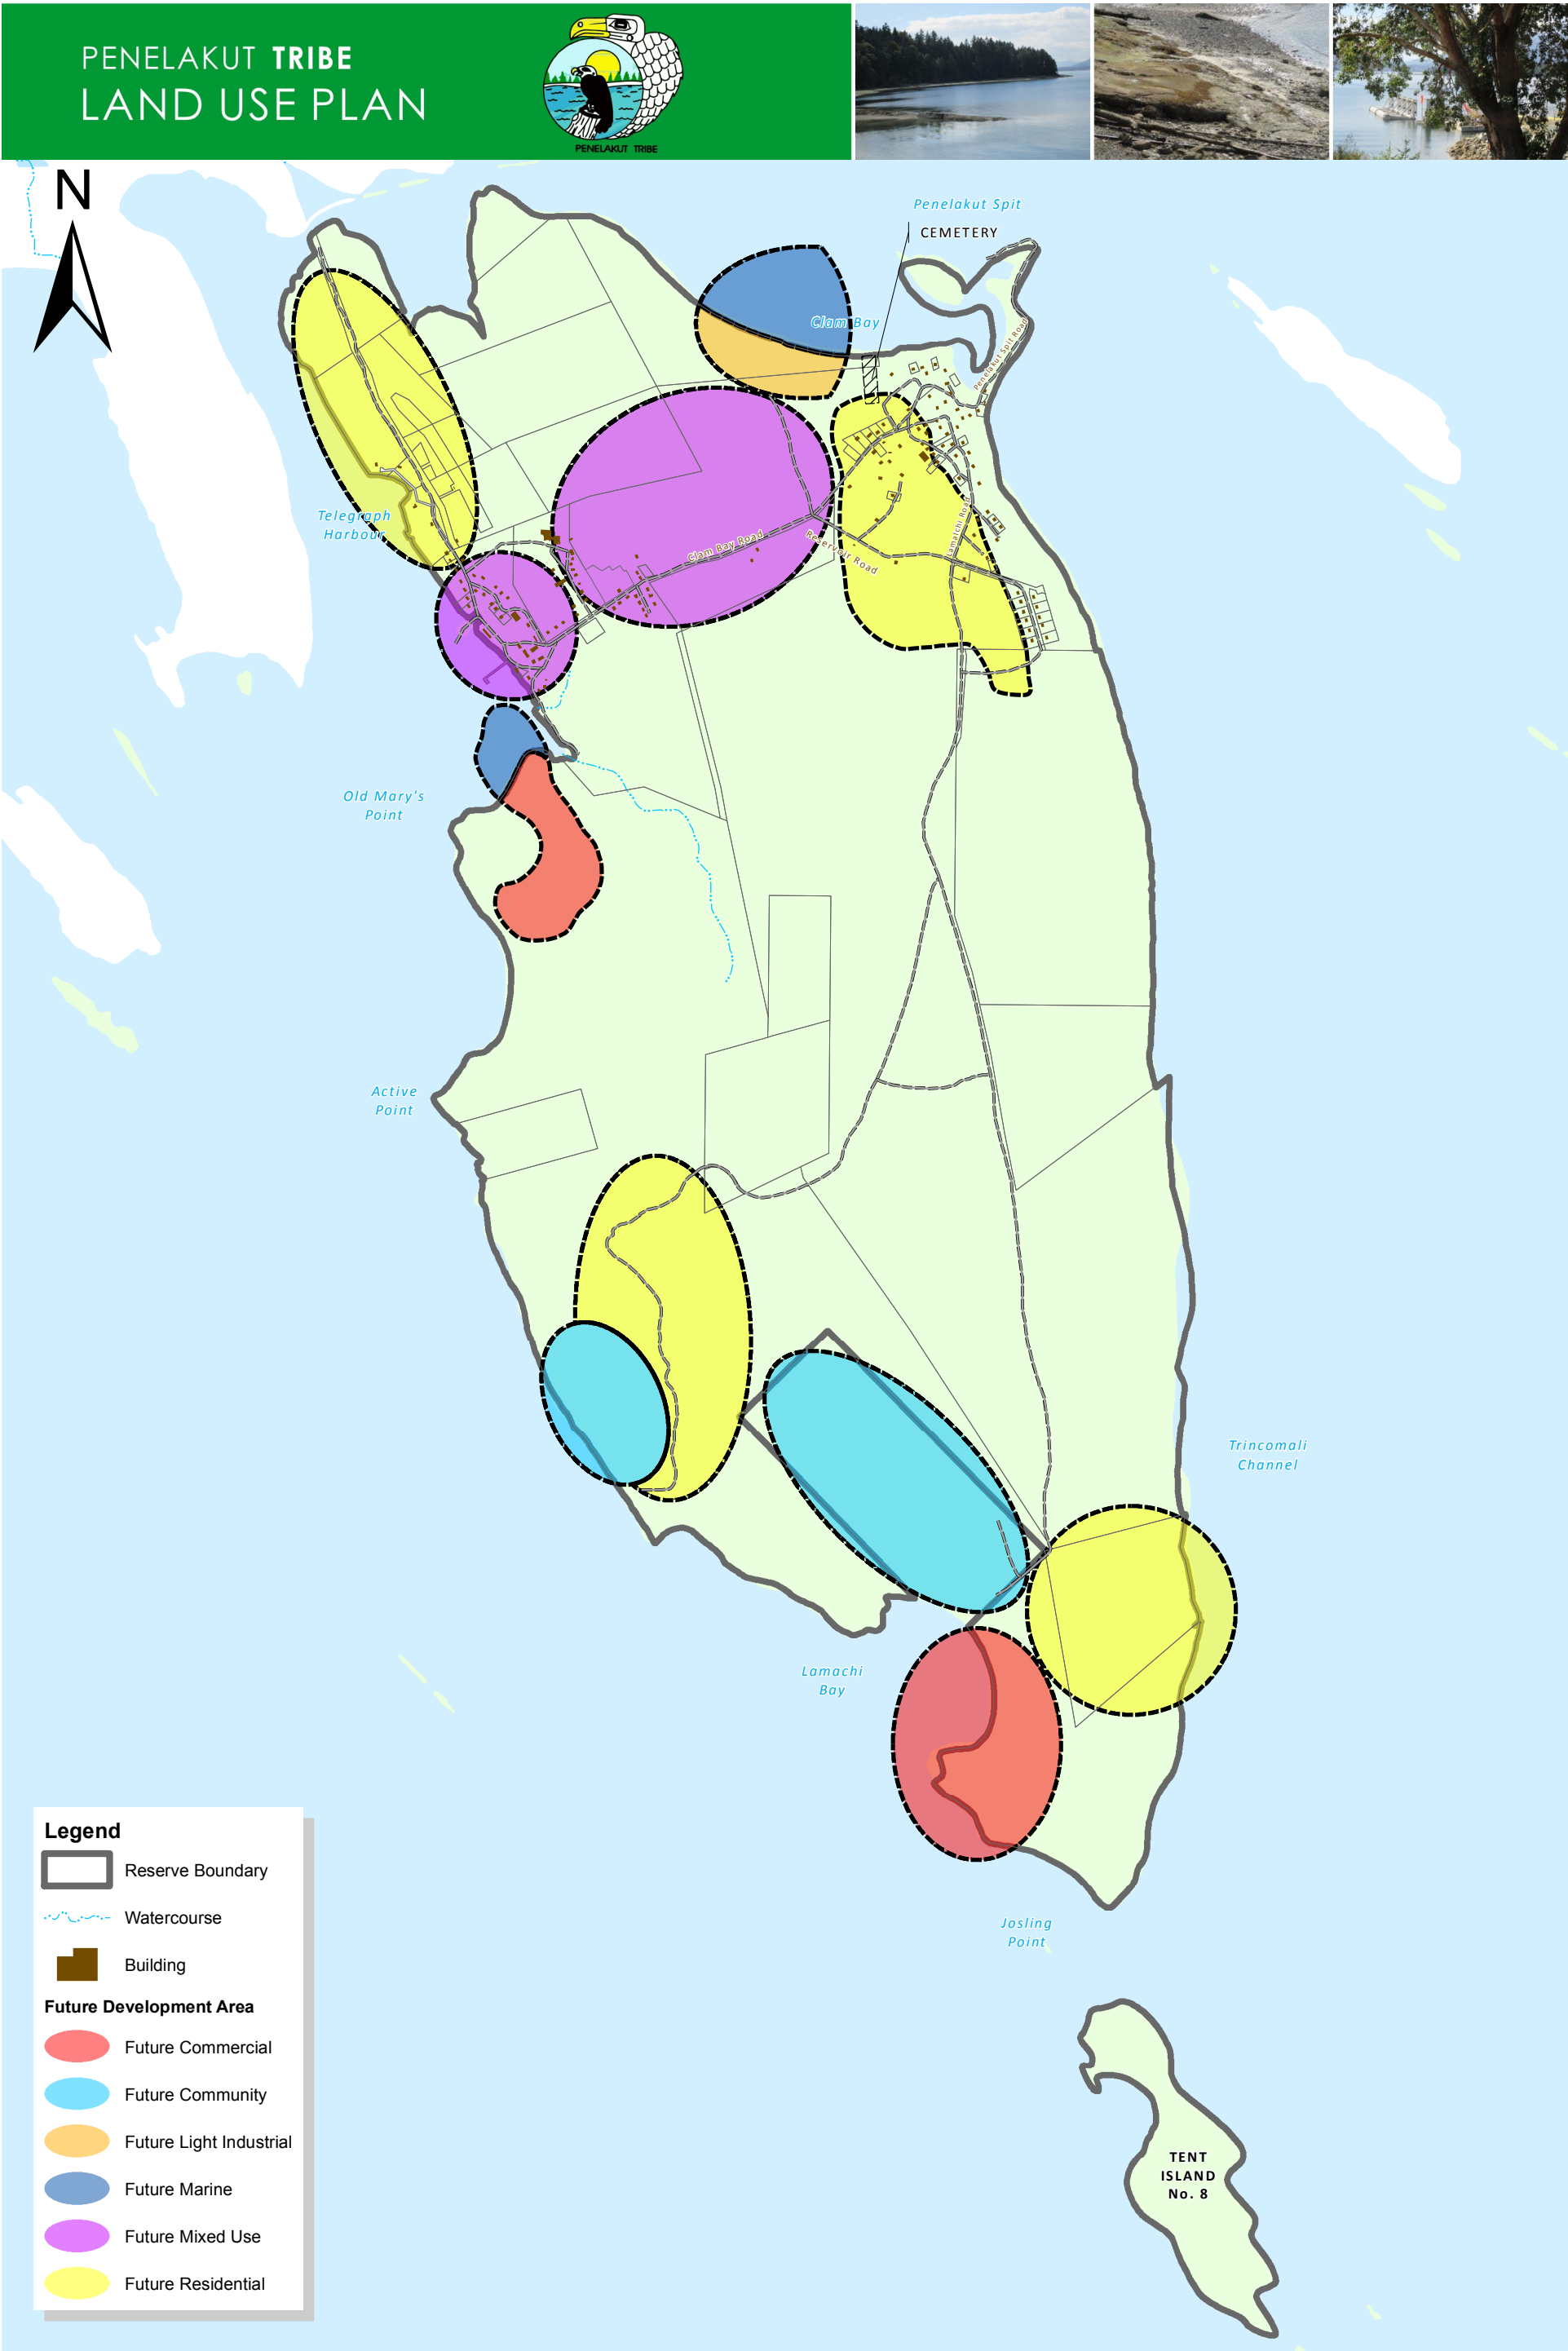 PENELAKUT TRIBE
LAND USE PLAN
PENELAKUT TRIBE
N
Penelakut Spit
CEMETERY
Clam Bay
Penelakut Spit Road
Telegraph
Harbour
Clam Bay Road
Reservoir Road
Lamalchi Road
Old Mary's
Point
Active
Point
Trincomali
Channel
Lamachi
Bay
Josling
Point
TENT
ISLAND
No. 8
Legend
Reserve Boundary
Watercourse
Building
Future Development Area
Future Commercial
Future Community
Future Light Industrial
Future Marine
Future Mixed Use
Future Residential